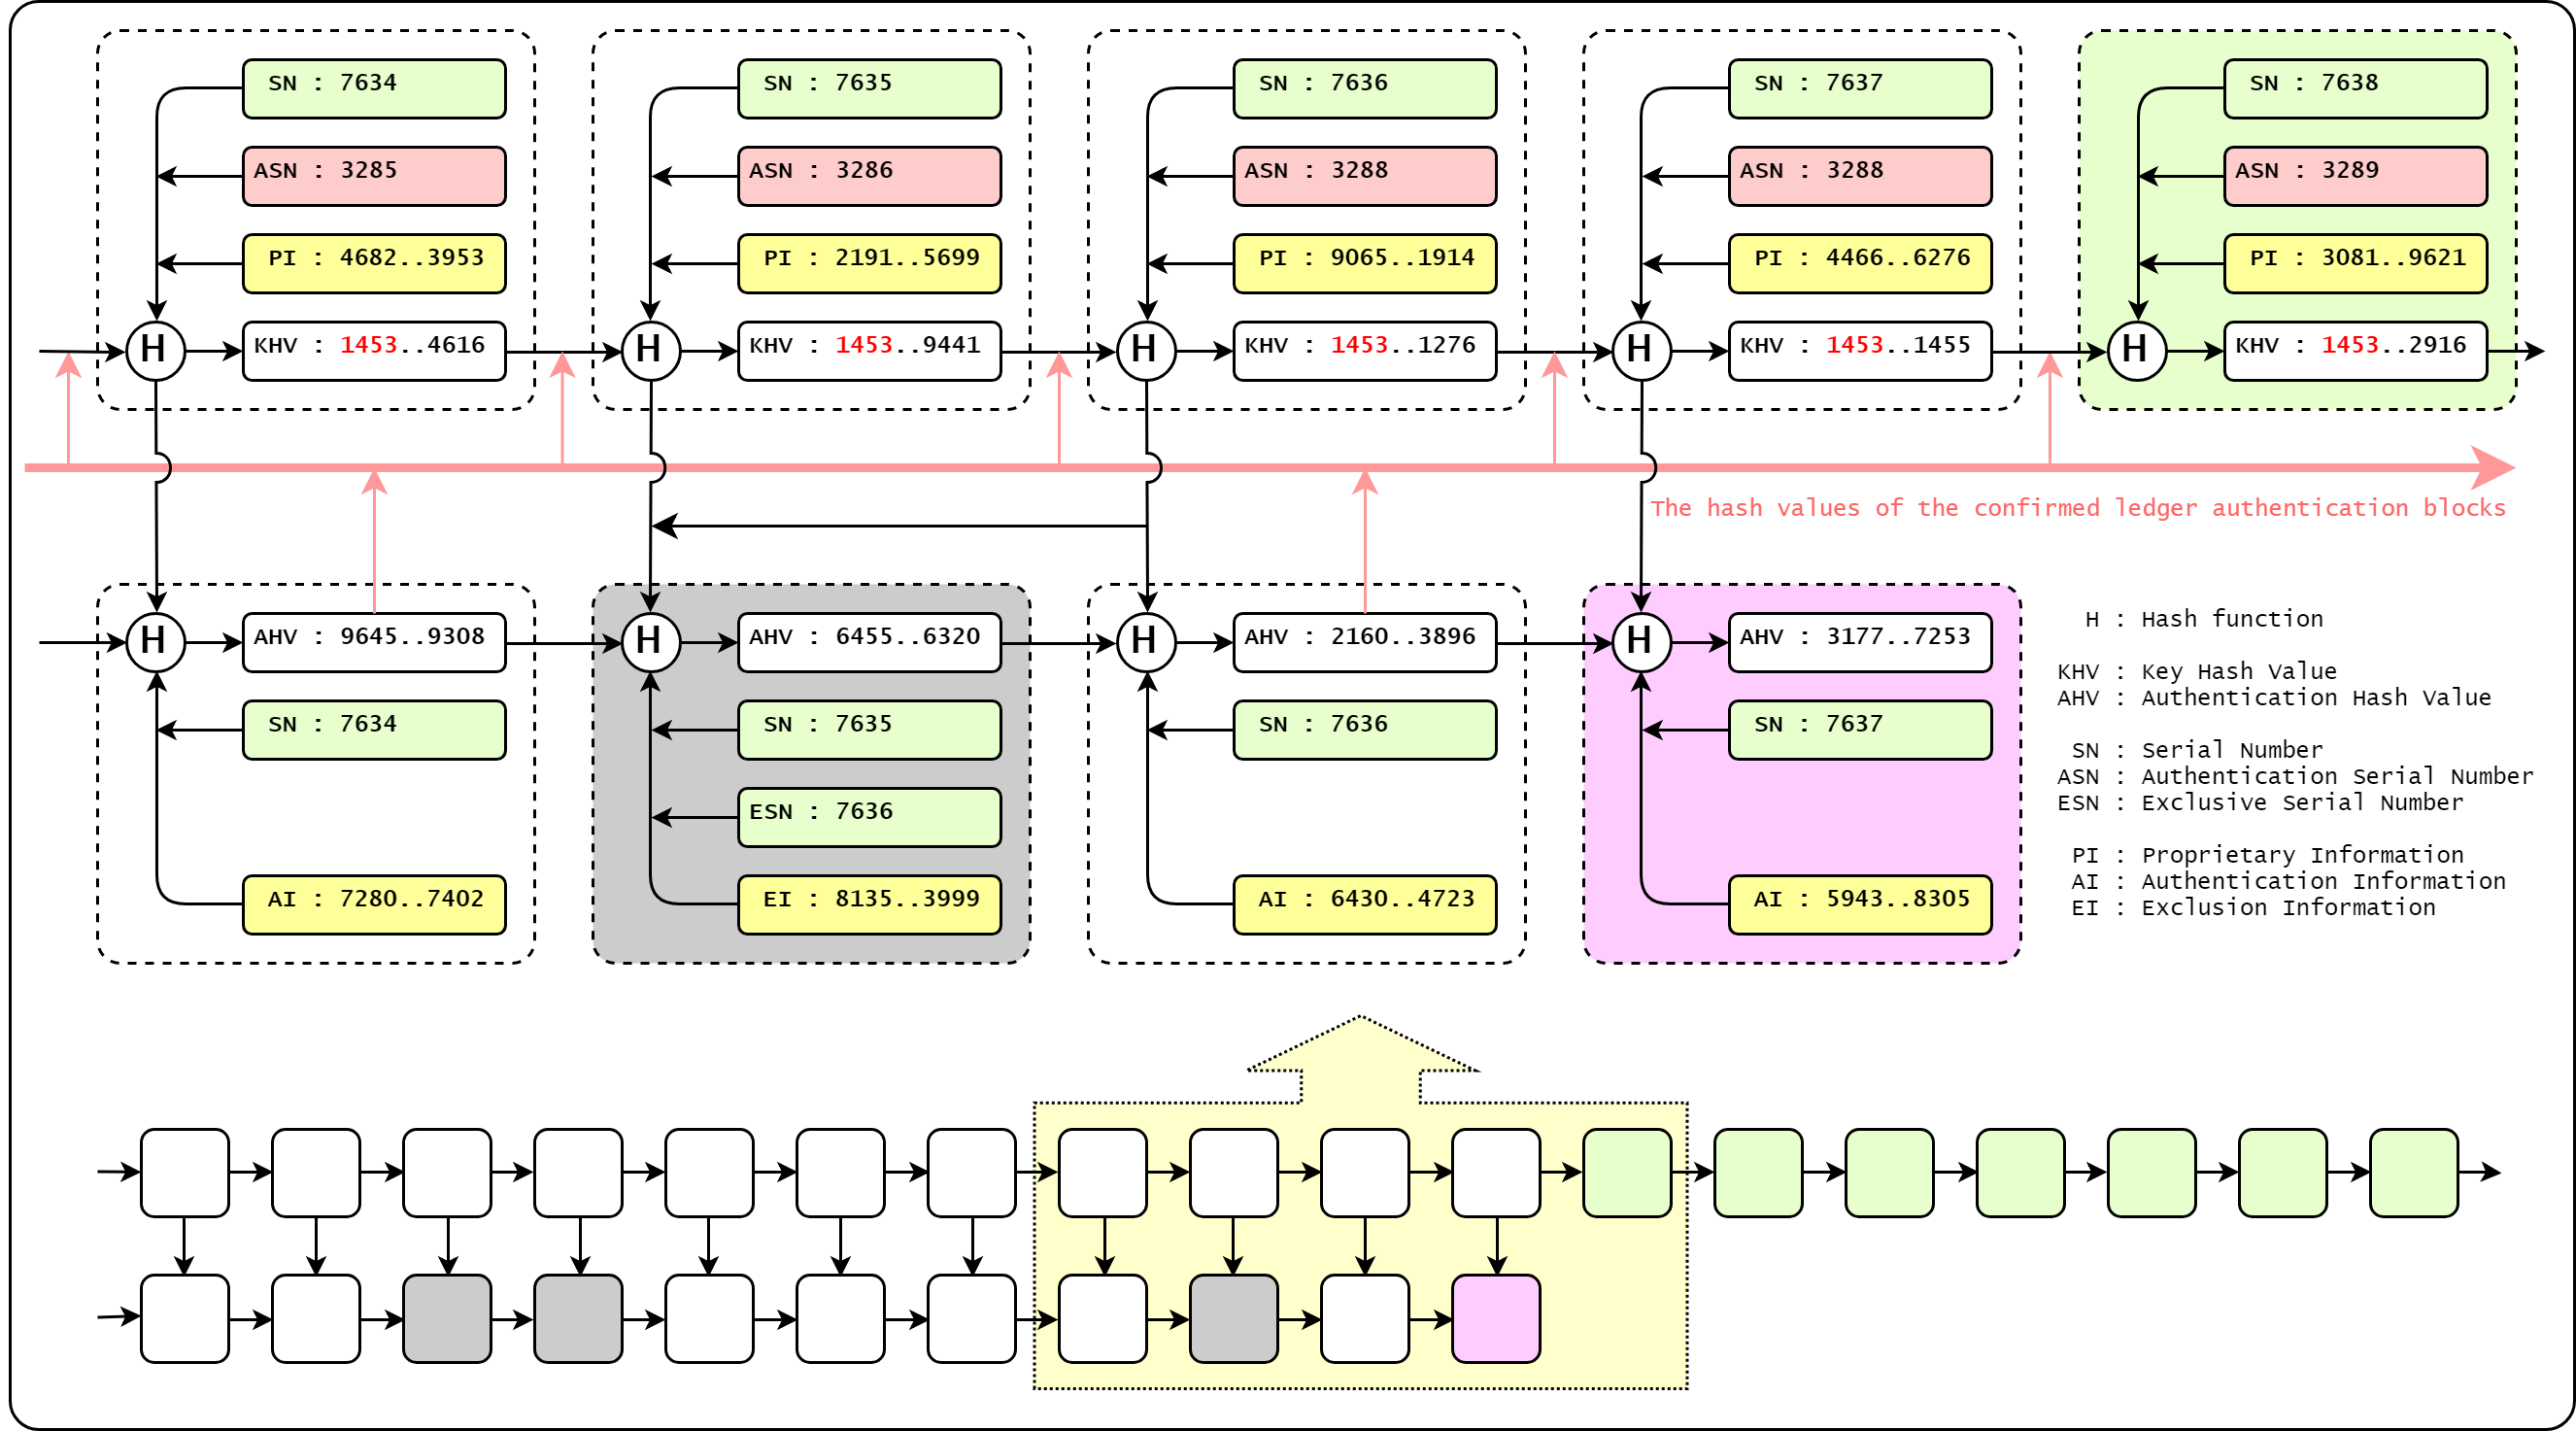 SN : 7634
ASN : 3285
PI : 4682..3953
H
KHV : 1453..4616
SN : 7635
ASN : 3286
PI : 2191..5699
H
KHV : 1453..9441
SN : 7636
ASN : 3288
PI : 9065..1914
H
KHV : 1453..1276
SN : 7637
ASN : 3288
PI : 4466..6276
H
KHV : 1453..1455
SN : 7638
ASN : 3289
PI : 3081..9621
H
KHV : 1453..2916
The hash values of the confirmed ledger authentication blocks
H
AHV : 9645..9308
SN : 7634
AI : 7280..7402
H
AHV : 6455..6320
SN : 7635
ESN : 7636
EI : 8135..3999
H
AHV : 2160..3896
SN : 7636
AI : 6430..4723
H
AHV : 3177..7253
SN : 7637
AI : 5943..8305
H : Hash function
KHV : Key Hash Value
AHV : Authentication Hash Value
SN : Serial Number
ASN : Authentication Serial Number
ESN : Exclusive Serial Number
PI : Proprietary Information
AI : Authentication Information
EI : Exclusion Information